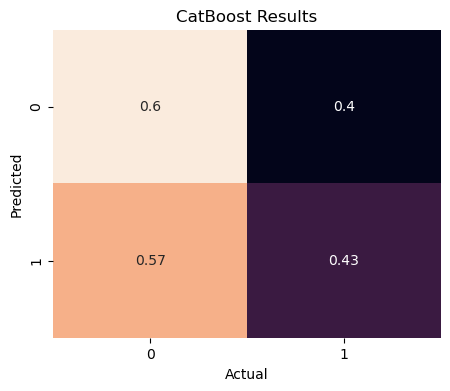 CatBoost Results
0.6 0.4
0
Predicted
0.57 0.43
1
0 1
Actual